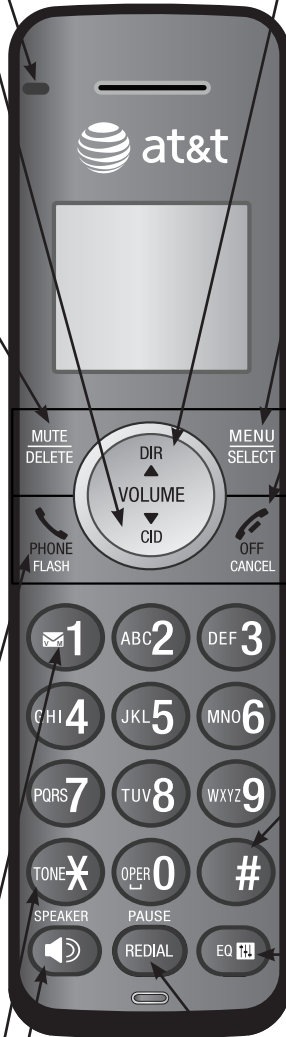 at&t
MUTE
DELETE
DIR
VOLUME
CID
MENU
SELECT
PHONE
FLASH
OFF
CANCEL
V M 1
ABC 2
DEF 3
GHI 4
JKL 5
MNO 6
PQRS 7
TUV 8
WXYZ 9
TONE *
OPER 0
#
SPEAKER
PAUSE
REDIAL
EQ